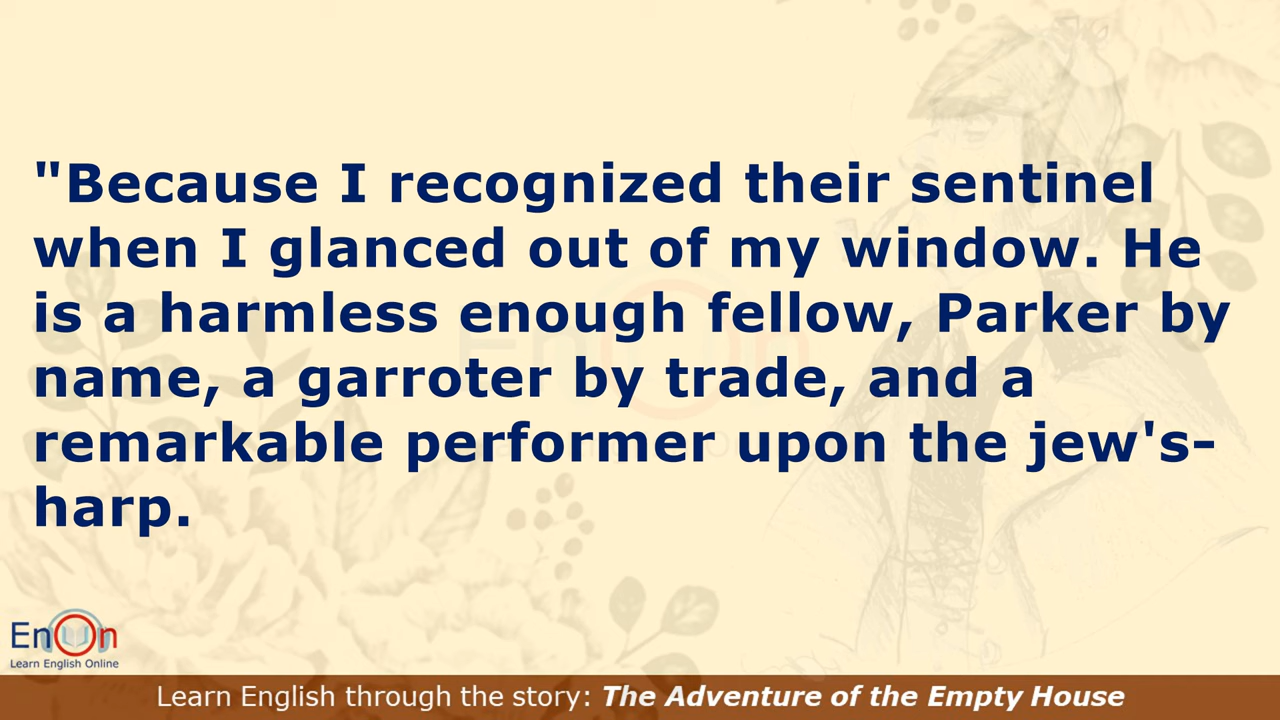 "Because I recognized their sentinel
when I glanced out of my window. He
is a harmless enough fellow, Parker by
name, a garroter by trade, and a
remarkable performer upon the jew's-
harp.
EnOn
Learn English Online
Learn English through the story: The Adventure of the Empty House